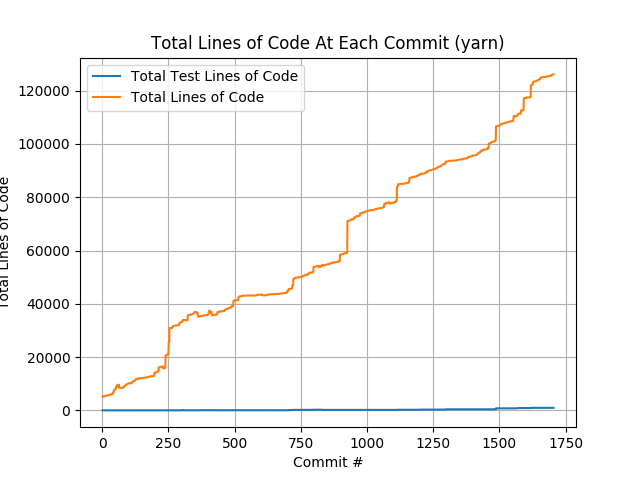 Total Lines of Code At Each Commit (yarn)
Total Test Lines of Code
Total Lines of Code
120000
100000
80000
60000
40000
20000
0
Total Lines of Code
0 250 500 750 1000 1250 1500 1750
Commit #